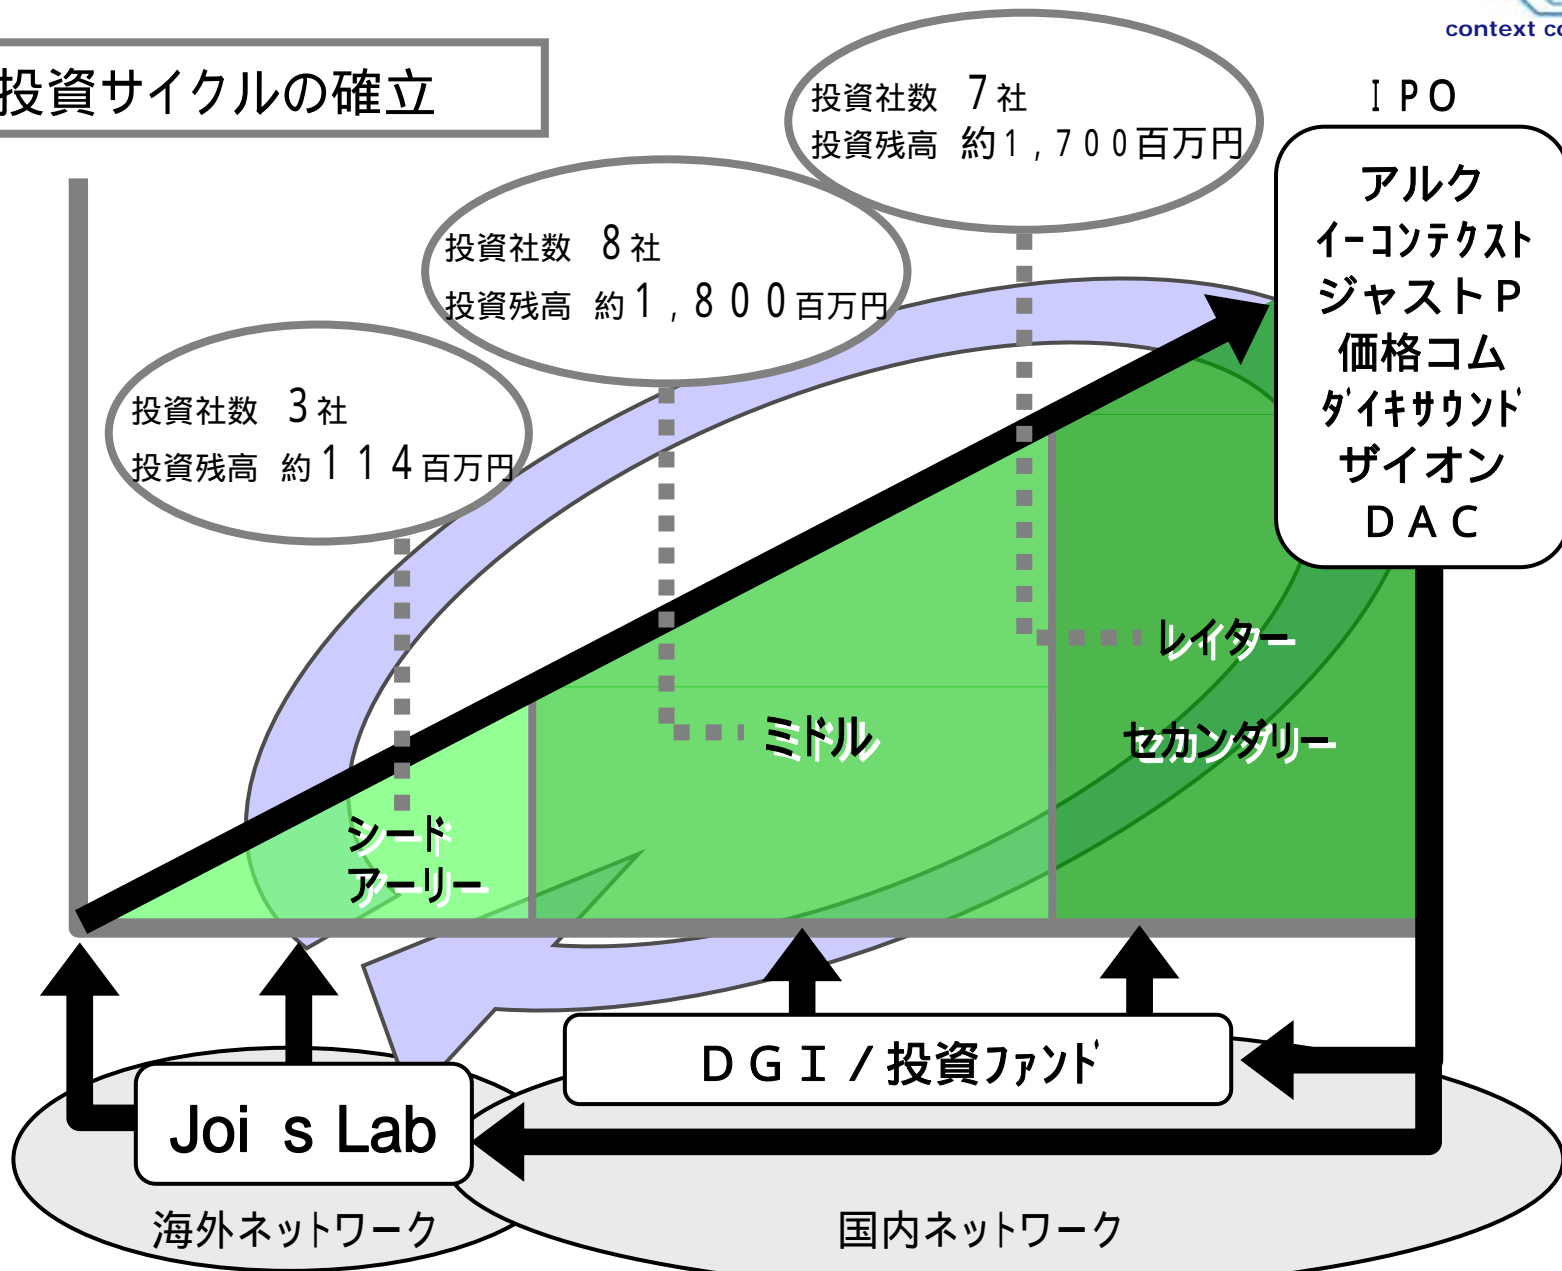 context co
投資サイクルの確立
投資社数 7社
投資残高 約1,700百万円
IPO
アルク
イーコンテクスト
ジャストP
価格コム
ダイキサウンド
ザイオン
DAC
投資社数 8社
投資残高 約1,800百万円
投資社数 3社
投資残高 約114百万円
レイター
ミドル
セカンダリー
シード
アーリー
DGI/投資ファンド
Joi s Lab
海外ネットワーク
国内ネットワーク